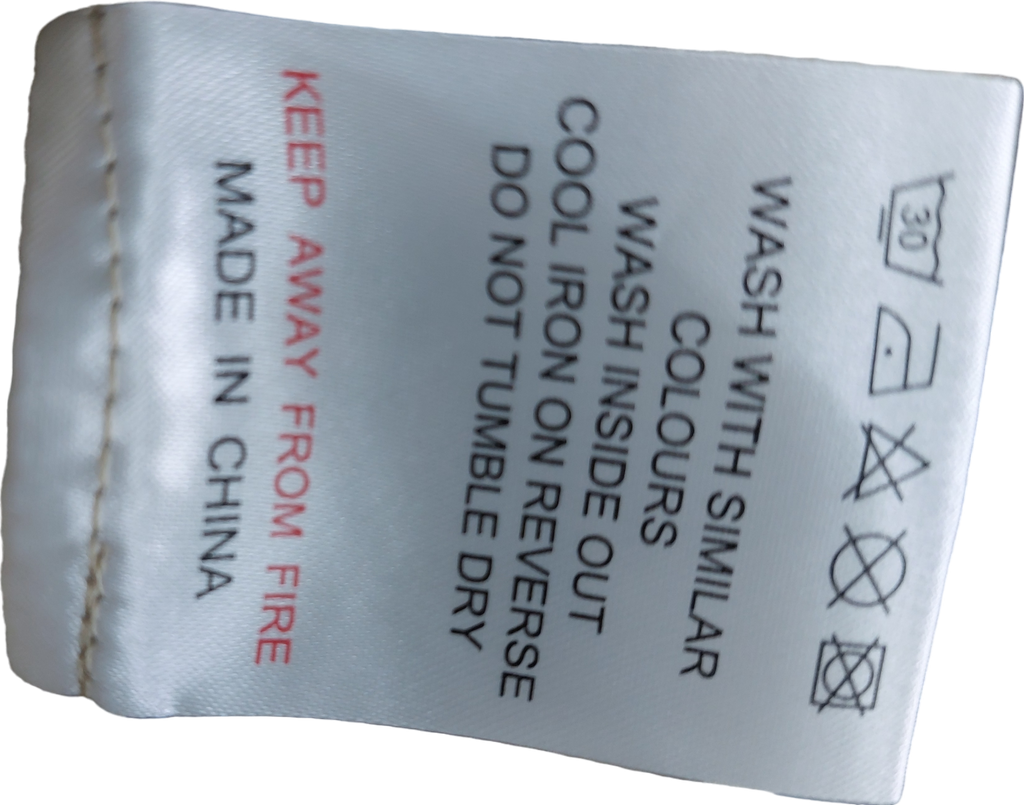 30
WASH WITH SIMILAR
COLOURS
WASH INSIDE OUT
COOL IRON ON REVERSE
DO NOT TUMBLE DRY
KEEP AWAY FROM FIRE
MADE IN CHINA